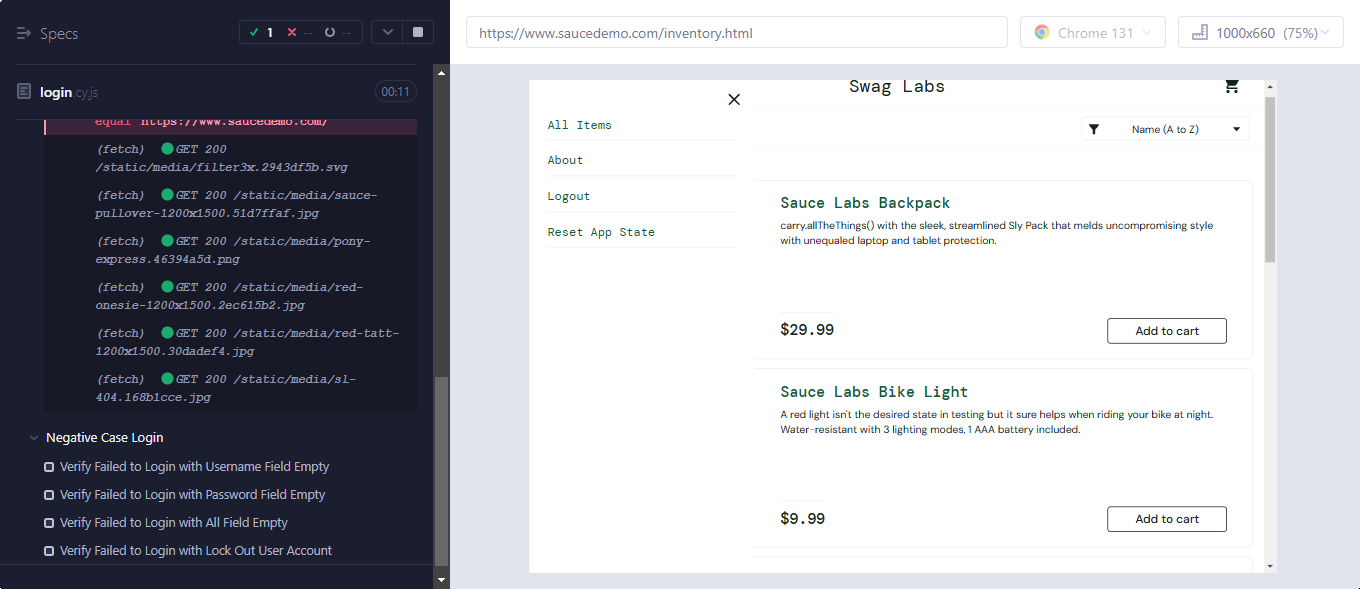 Specs
1
--
--
login.cy.js
00:11
equal https://www.saucedemo.com/
(fetch) GET 200
/static/media/filter3x.2943df5b.svg
(fetch) GET 200 /static/media/sauce-
pullover-1200x1500.51d7ffaf.jpg
(fetch) GET 200 /static/media/pony-
express.46394a5d.png
(fetch) GET 200 /static/media/red-
onesie-1200x1500.2ec615b2.jpg
(fetch) GET 200 /static/media/red-tatt-
1200x1500.30dadef4.jpg
(fetch) GET 200 /static/media/sl-
404.168b1cce.jpg
Negative Case Login
Verify Failed to Login with Username Field Empty
Verify Failed to Login with Password Field Empty
Verify Failed to Login with All Field Empty
Verify Failed to Login with Lock Out User Account
https://www.saucedemo.com/inventory.html
Chrome 131
1000x660 (75%)
Swag Labs
All Items
About
Logout
Reset App State
Name (A to Z)
Sauce Labs Backpack
carry.allTheThings() with the sleek, streamlined Sly Pack that melds uncompromising style
with unequaled laptop and tablet protection.
$29.99
Add to cart
Sauce Labs Bike Light
A red light isn't the desired state in testing but it sure helps when riding your bike at night.
Water-resistant with 3 lighting modes, 1 AAA battery included.
$9.99
Add to cart